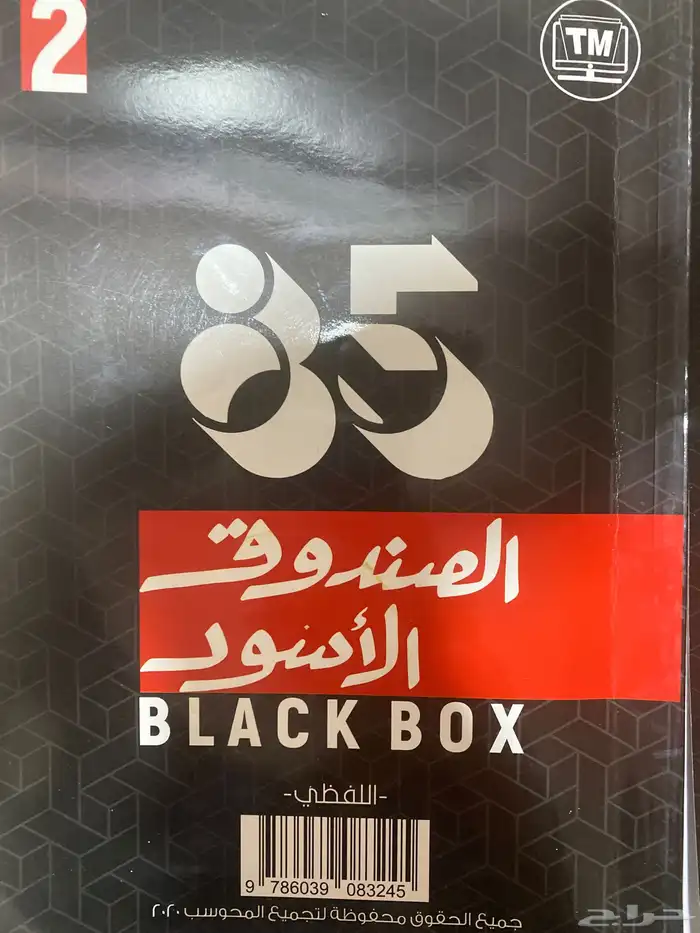 2
TM
85
الصندوق
الأسود
BLACK BOX
-اللفظي-
9 786039 083245
جميع الحقوق محفوظة لتجميع المحوسب ٢٠٢٠
حراج